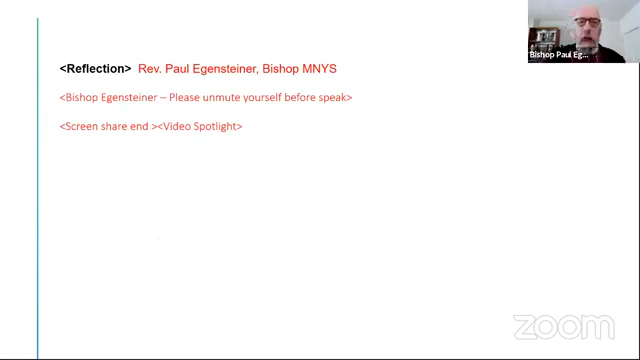 <Reflection> Rev. Paul Egensteiner, Bishop MNYS
<Bishop Egensteiner – Please unmute yourself before speak>
<Screen share end ><Video Spotlight>
Bishop Paul Eg...
zoom